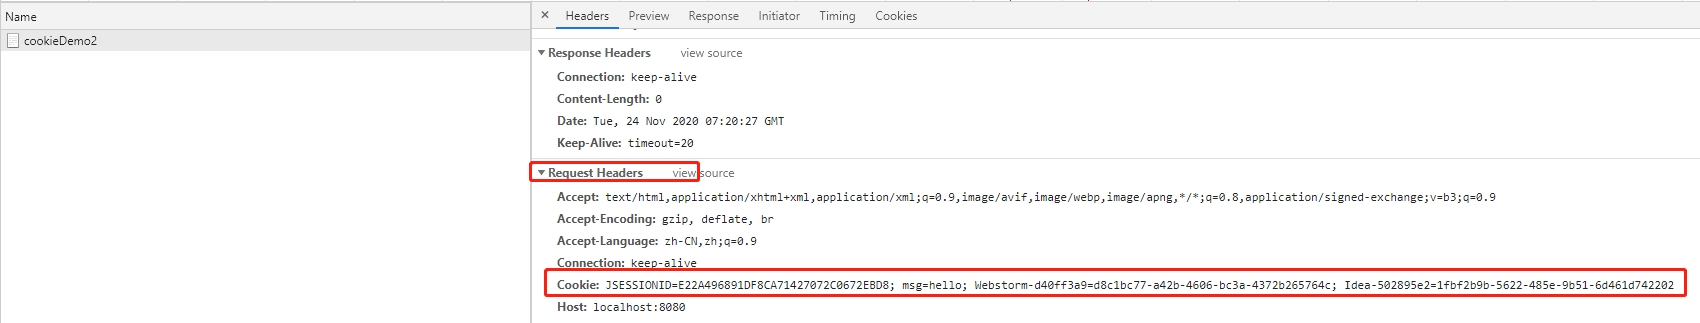 Name
cookieDemo2
× Headers Preview Response Initiator Timing Cookies
▼ Response Headers view source
Connection: keep-alive
Content-Length: 0
Date: Tue, 24 Nov 2020 07:20:27 GMT
Keep-Alive: timeout=20
▼ Request Headers view source
Accept: text/html,application/xhtml+xml,application/xml;q=0.9,image/avif,image/webp,image/apng,*/*;q=0.8,application/signed-exchange;v=b3;q=0.9
Accept-Encoding: gzip, deflate, br
Accept-Language: zh-CN,zh;q=0.9
Connection: keep-alive
Cookie: JSESSIONID=E22A496891DF8CA71427072C0672EBD8; msg=hello; Webstorm-d40ff3a9=d8c1bc77-a42b-4606-bc3a-4372b265764c; Idea-502895e2=1fbf2b9b-5622-485e-9b51-6d461d742202
Host: localhost:8080